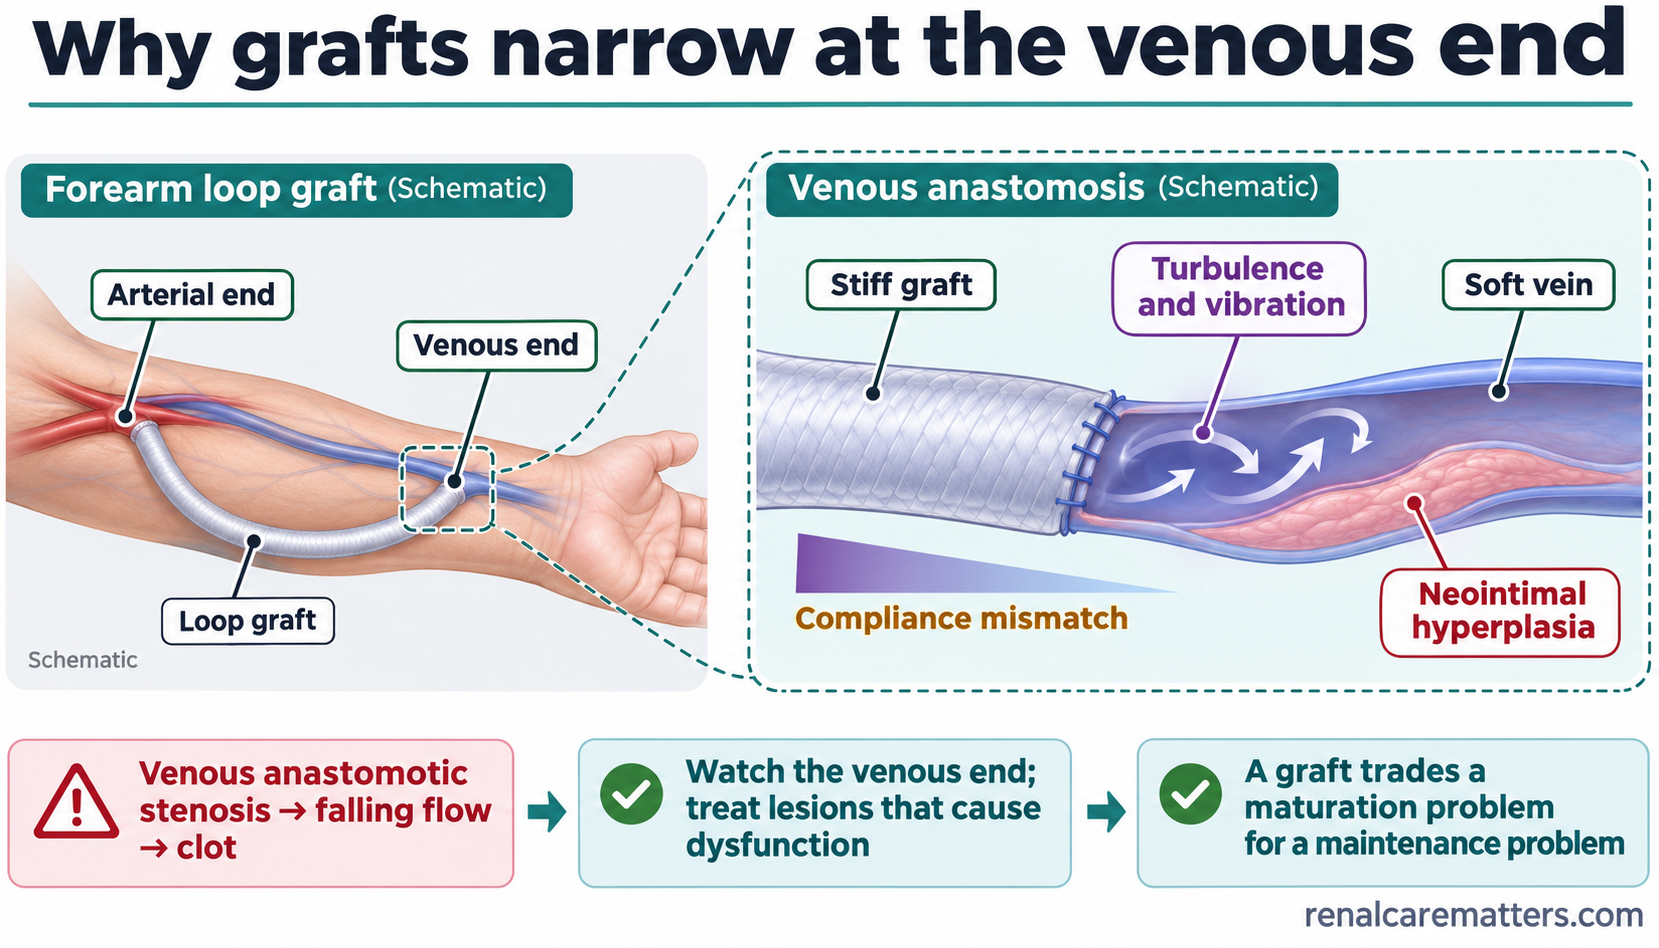 Why grafts narrow at the venous end
Forearm loop graft (Schematic)
Arterial end
Venous end
Loop graft
Schematic
Venous anastomosis (Schematic)
Stiff graft
Turbulence
and vibration
Soft vein
Compliance mismatch
Neointimal
hyperplasia
Venous anastomotic
stenosis → falling flow
→ clot
Watch the venous end;
treat lesions that cause
dysfunction
A graft trades a
maturation problem
for a maintenance problem
renalcarematters.com